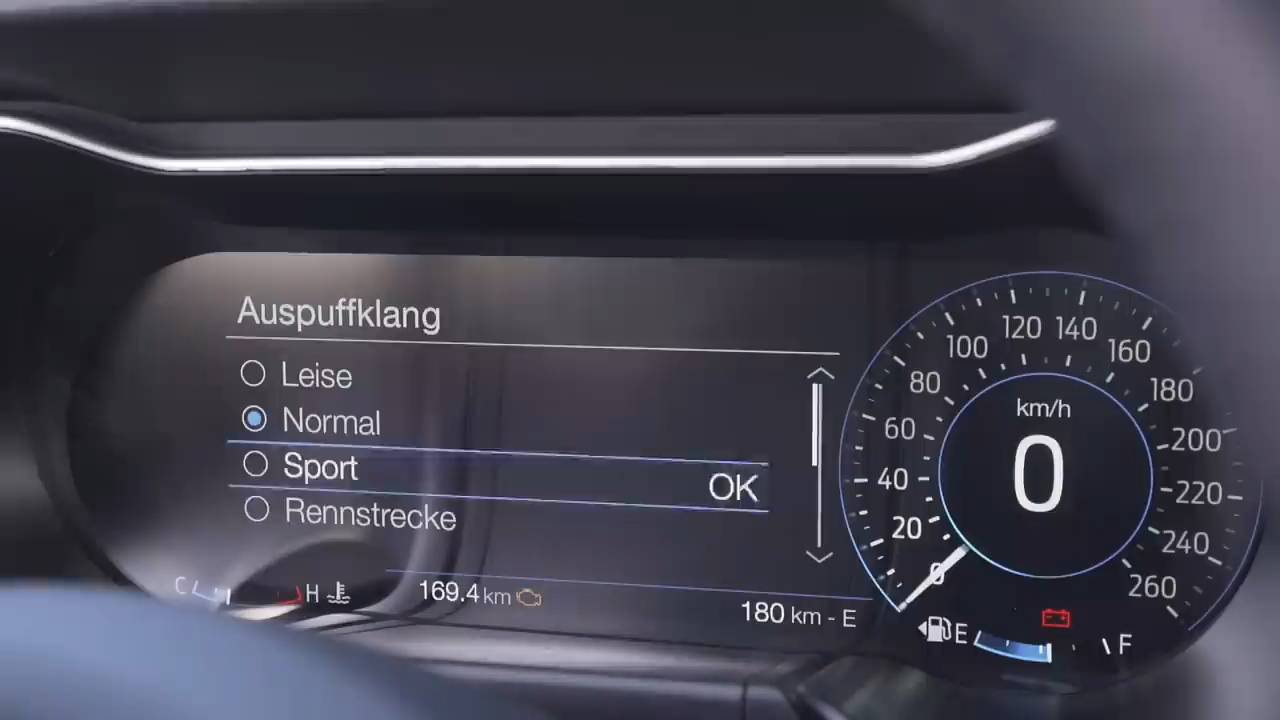 Auspuffklang
Leise
Normal
Sport
OK
Rennstrecke
C
H
169.4 km
180 km - E
0
20
40
60
80
100
120
140
160
180
200
220
240
260
km/h
0
E
F